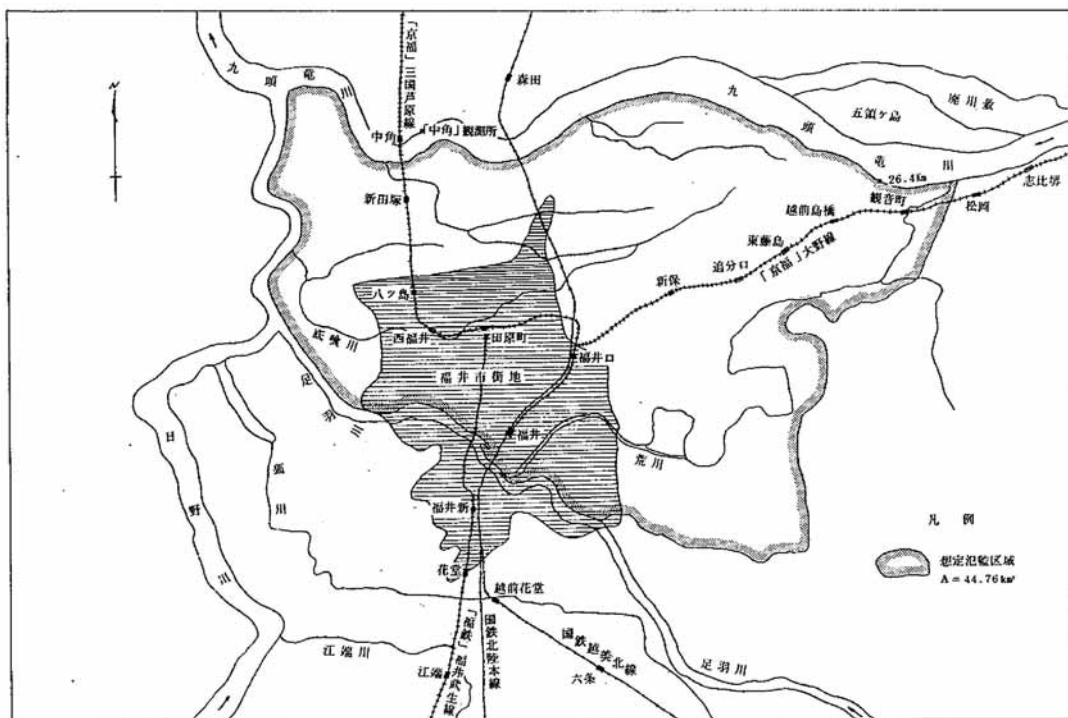 N
九頭竜川
「京福」三国芦原線
森田
九頭竜川
五領ケ島
廃川敷
中角
「中角」観測所
26.4Km
志比堺
松岡
観音町
越前島橋
東藤島
「京福」大野線
追分口
新保
新田塚
八ツ島
底喰川
西福井
田原町
福井口
福井市街地
足羽川
福井
荒川
日野川
狐川
福井新
花堂
越前花堂
江端川
江端
「福鉄」福井武生線
国鉄北陸本線
国鉄越美北線
六条
足羽川
凡例
想定氾濫区域
A=44.76km²